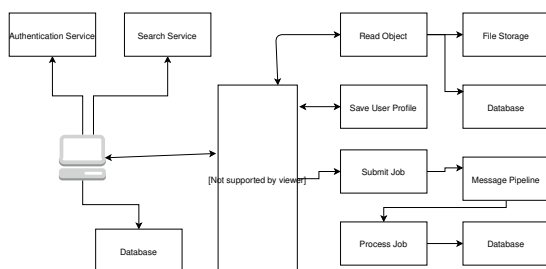 Authentication Service
Search Service
Read Object
File Storage
Save User Profile
Database
[Not supported by viewer]
Submit Job
Message Pipeline
Database
Process Job
Database